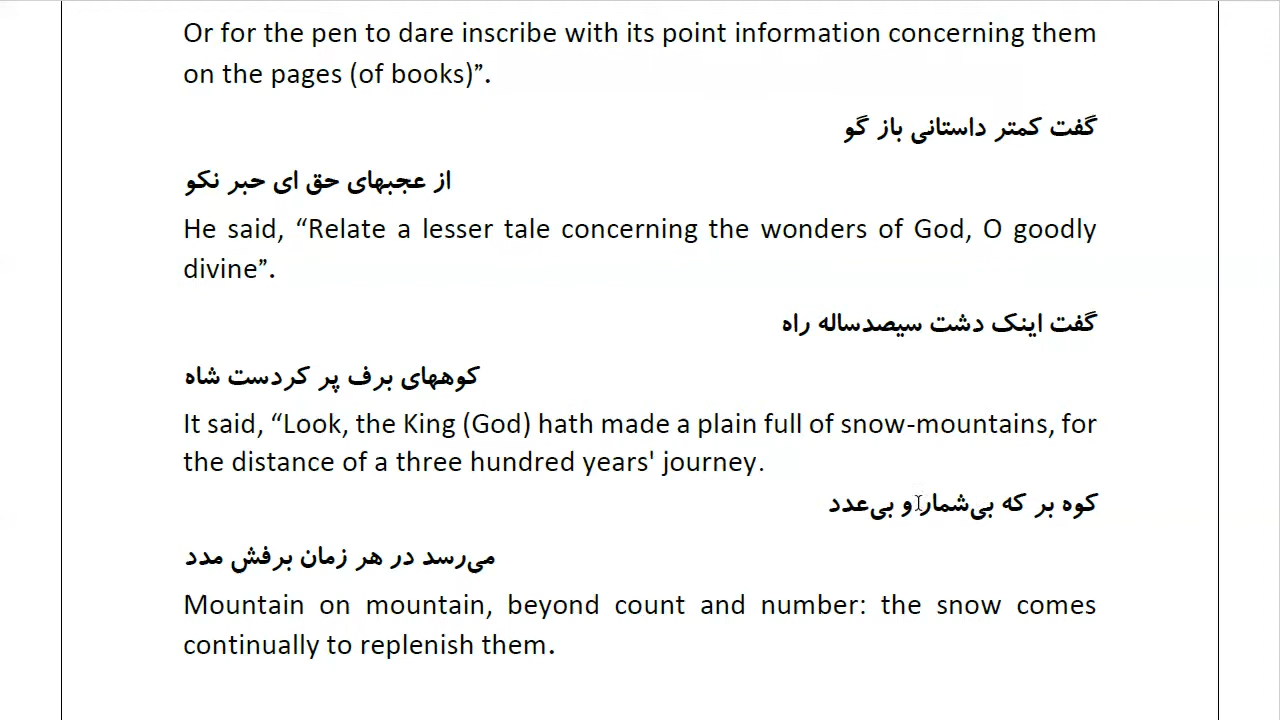 Or for the pen to dare inscribe with its point information concerning them
on the pages (of books)”.
گفت کمتر داستانی باز گو
از عجبهای حق ای حبر نکو
He said, “Relate a lesser tale concerning the wonders of God, O goodly
divine”.
گفت اینک دشت سیصدساله راه
کوههای برف پر کردست شاه
It said, “Look, the King (God) hath made a plain full of snow-mountains, for
the distance of a three hundred years' journey.
کوه بر که بی‌شمار و بی‌عدد
می‌رسد در هر زمان برفش مدد
Mountain on mountain, beyond count and number: the snow comes
continually to replenish them.